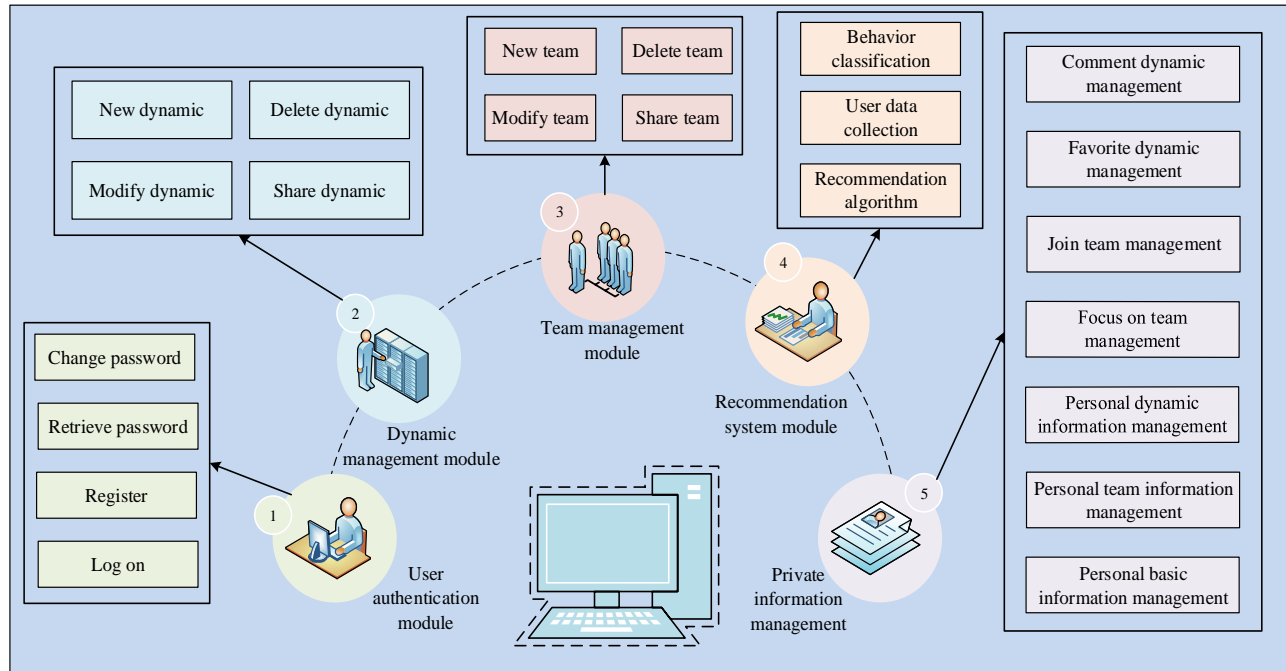 Change password
Retrieve password
Register
Log on
1
User
authentication
module
New dynamic
Delete dynamic
Modify dynamic
Share dynamic
2
Dynamic
management module
New team
Delete team
Modify team
Share team
3
Team management
module
Behavior
classification
User data
collection
Recommendation
algorithm
4
Recommendation
system module
Comment dynamic
management
Favorite dynamic
management
Join team management
Focus on team
management
Personal dynamic
information management
Personal team information
management
Personal basic
information management
5
Private
information
management